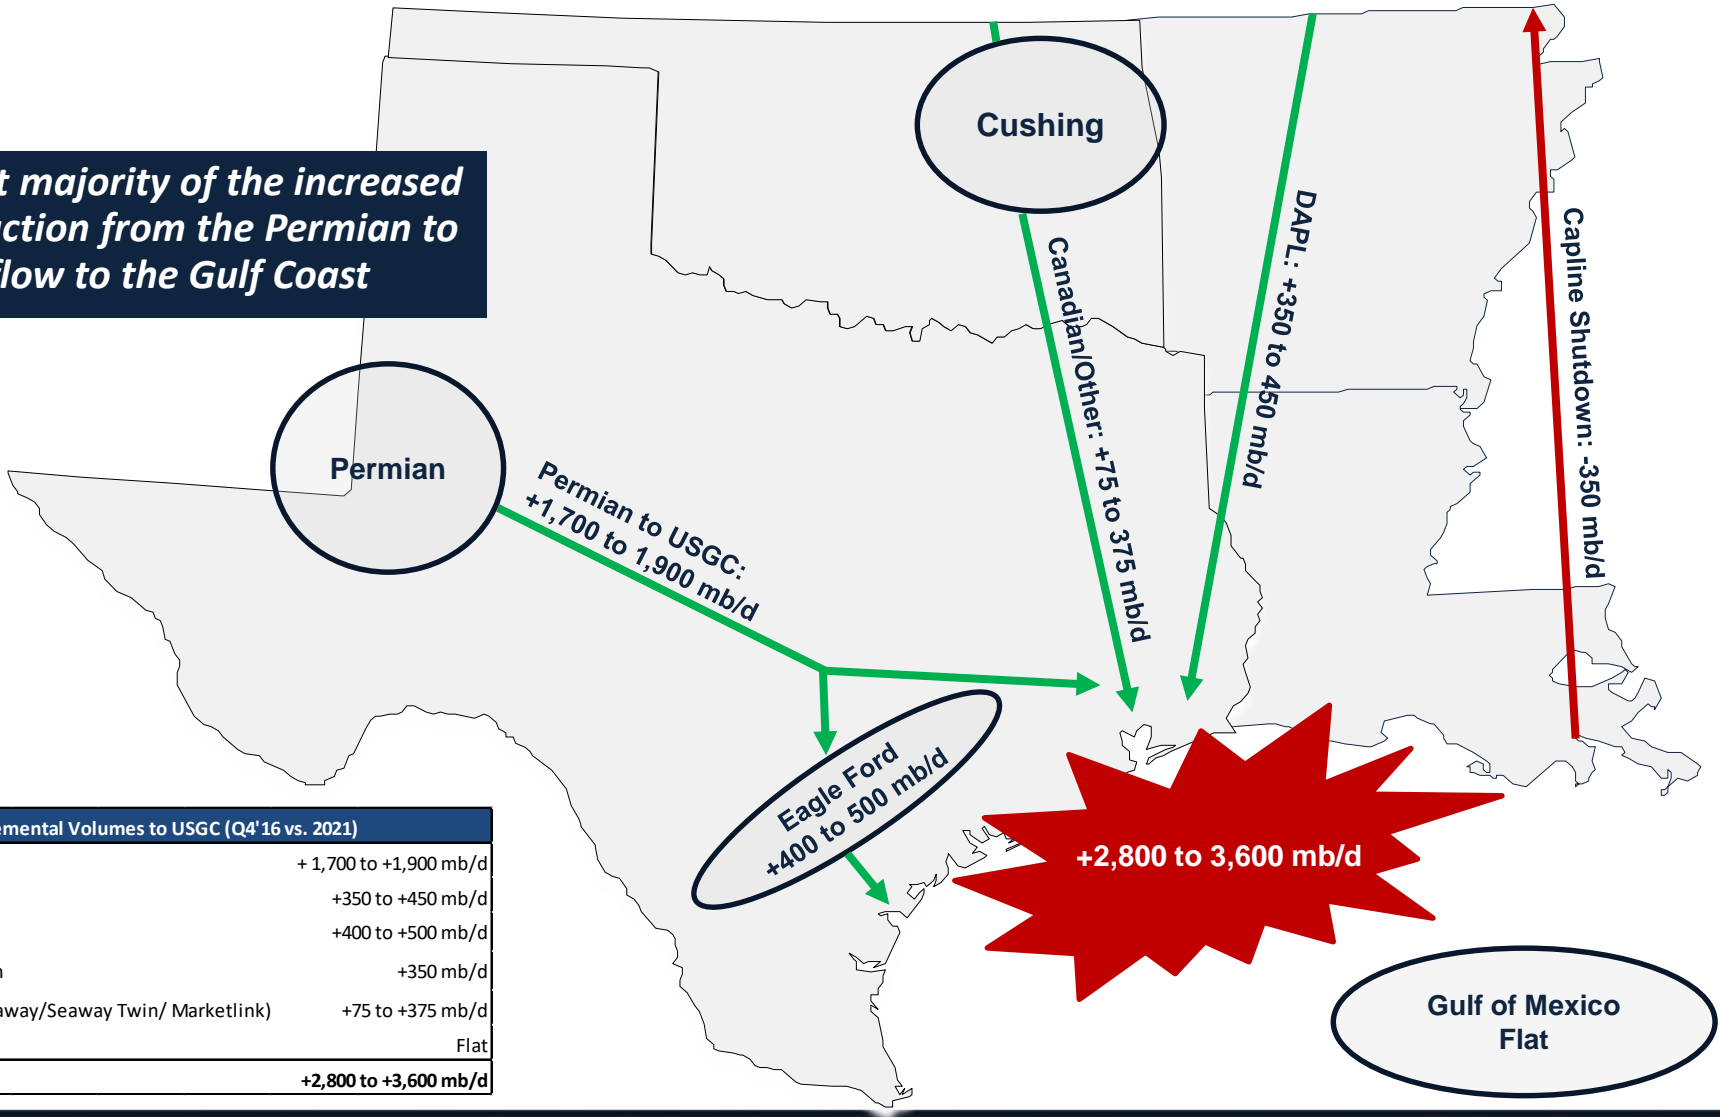 Cushing
t majority of the increased
ction from the Permian to
flow to the Gulf Coast
DAPL: +350 to 450 mb/d
Capline Shutdown: -350 mb/d
Canadian/Other: +75 to 375 mb/d
Permian
Permian to USGC:
+1,700 to 1,900 mb/d
Eagle Ford
+400 to 500 mb/d
+2,800 to 3,600 mb/d
emental Volumes to USGC (Q4'16 vs. 2021)
+ 1,700 to +1,900 mb/d
+350 to +450 mb/d
+400 to +500 mb/d
n +350 mb/d
away/Seaway Twin/ Marketlink) +75 to +375 mb/d
Flat
+2,800 to +3,600 mb/d
Gulf of Mexico
Flat